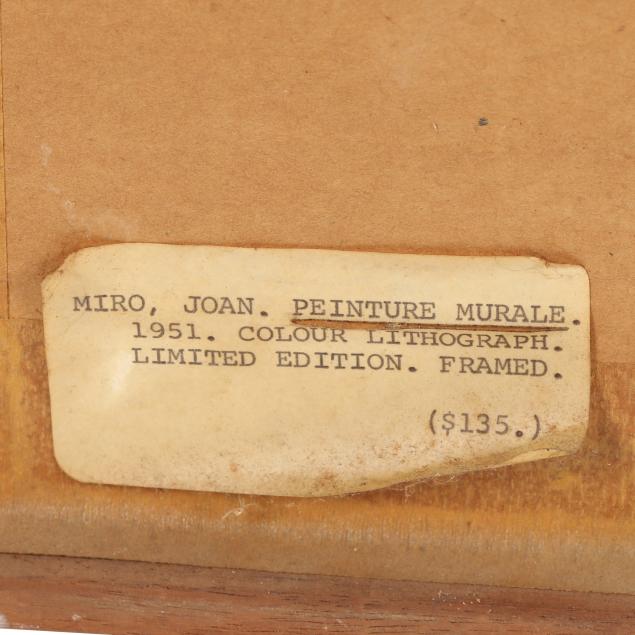 MIRO, JOAN. PEINTURE MURALE.
1951. COLOUR LITHOGRAPH.
LIMITED EDITION. FRAMED.
($135.)